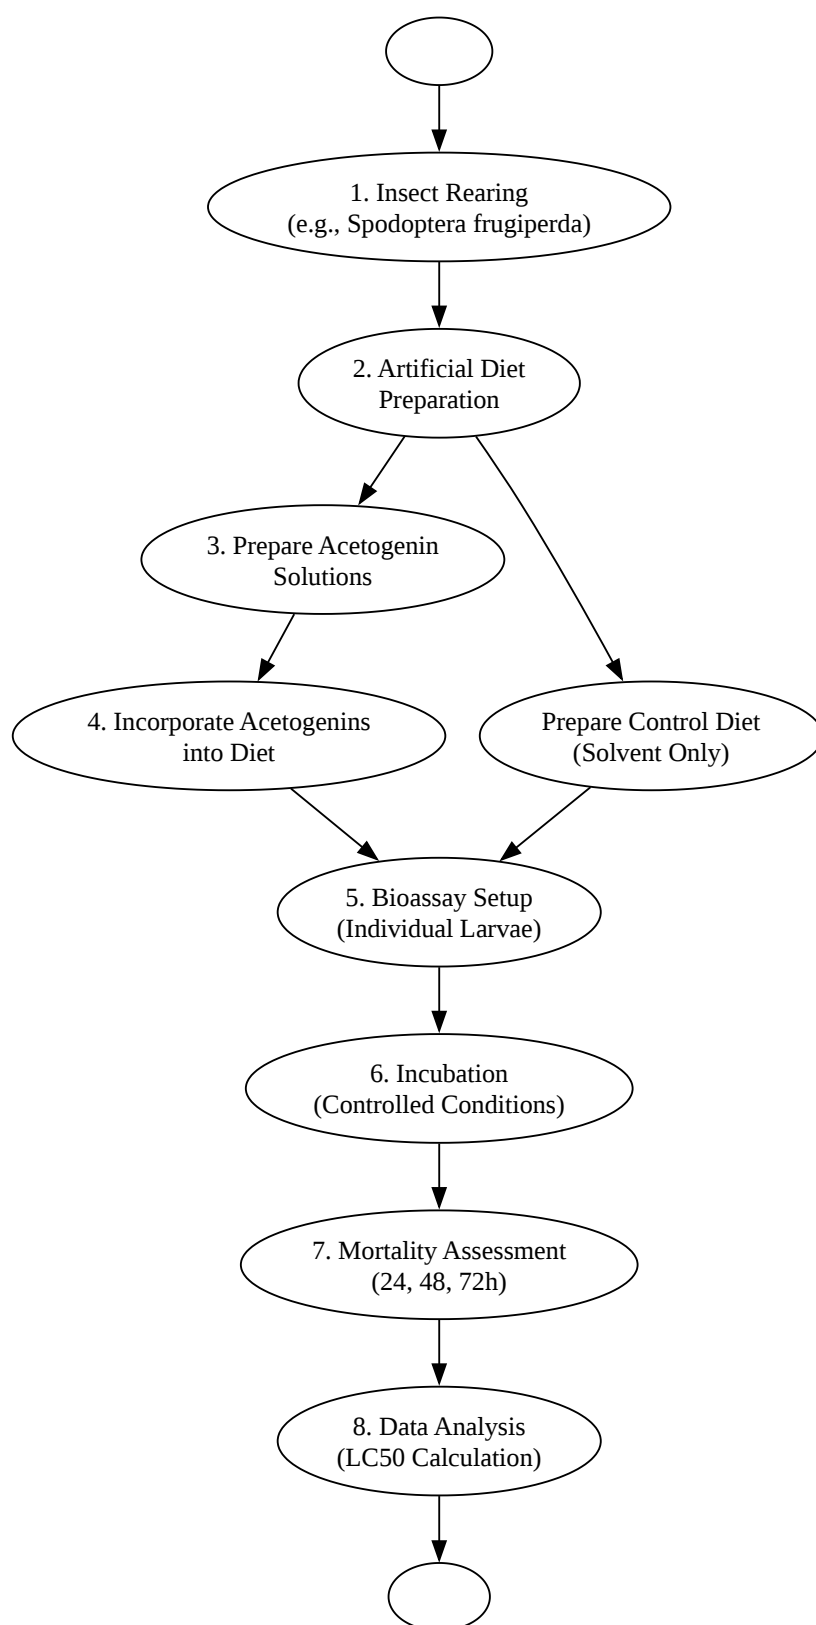 1. Insect Rearing
(e.g., Spodoptera frugiperda)
2. Artificial Diet
Preparation
3. Prepare Acetogenin
Solutions
4. Incorporate Acetogenins
into Diet
Prepare Control Diet
(Solvent Only)
5. Bioassay Setup
(Individual Larvae)
6. Incubation
(Controlled Conditions)
7. Mortality Assessment
(24, 48, 72h)
8. Data Analysis
(LC50 Calculation)